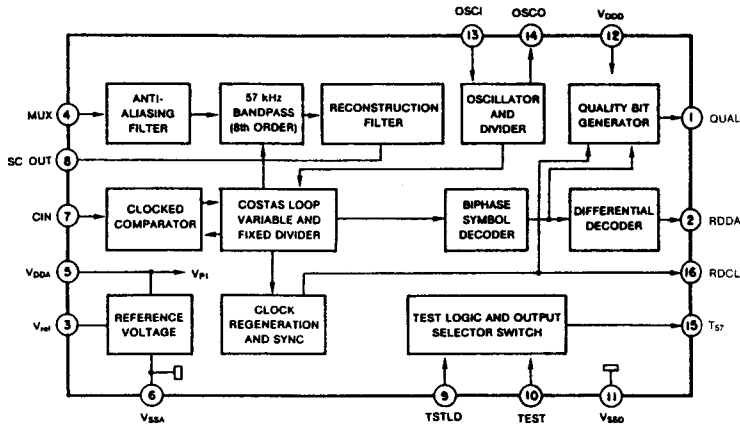 OSCI
OSCO
VDDD
13
14
12
MUX
4
ANTI-
ALIASING
FILTER
57 kHz
BANDPASS
(8th ORDER)
RECONSTRUCTION
FILTER
OSCILLATOR
AND
DIVIDER
QUALITY BIT
GENERATOR
1
QUAL
SC OUT
8
CIN
7
CLOCKED
COMPARATOR
COSTAS LOOP
VARIABLE AND
FIXED DIVIDER
BIPHASE
SYMBOL
DECODER
DIFFERENTIAL
DECODER
2
RDDA
VDDA
5
VP1
16
RDCL
Vref
3
REFERENCE
VOLTAGE
CLOCK
REGENERATION
AND SYNC
TEST LOGIC AND OUTPUT
SELECTOR SWITCH
15
T57
6
9
10
11
VSSA
TSTLD
TEST
VSSD